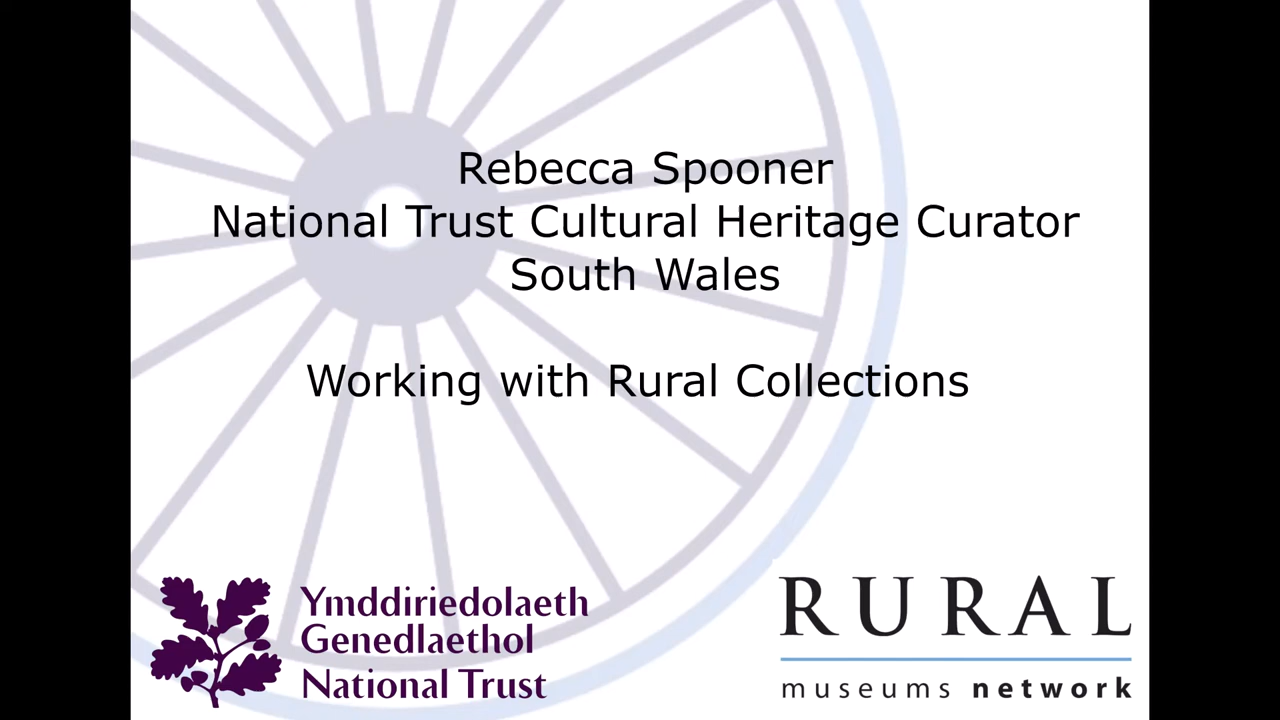 Rebecca Spooner
National Trust Cultural Heritage Curator
South Wales
Working with Rural Collections
Ymddiriedolaeth
Genedlaethol
National Trust
RURAL
museums network